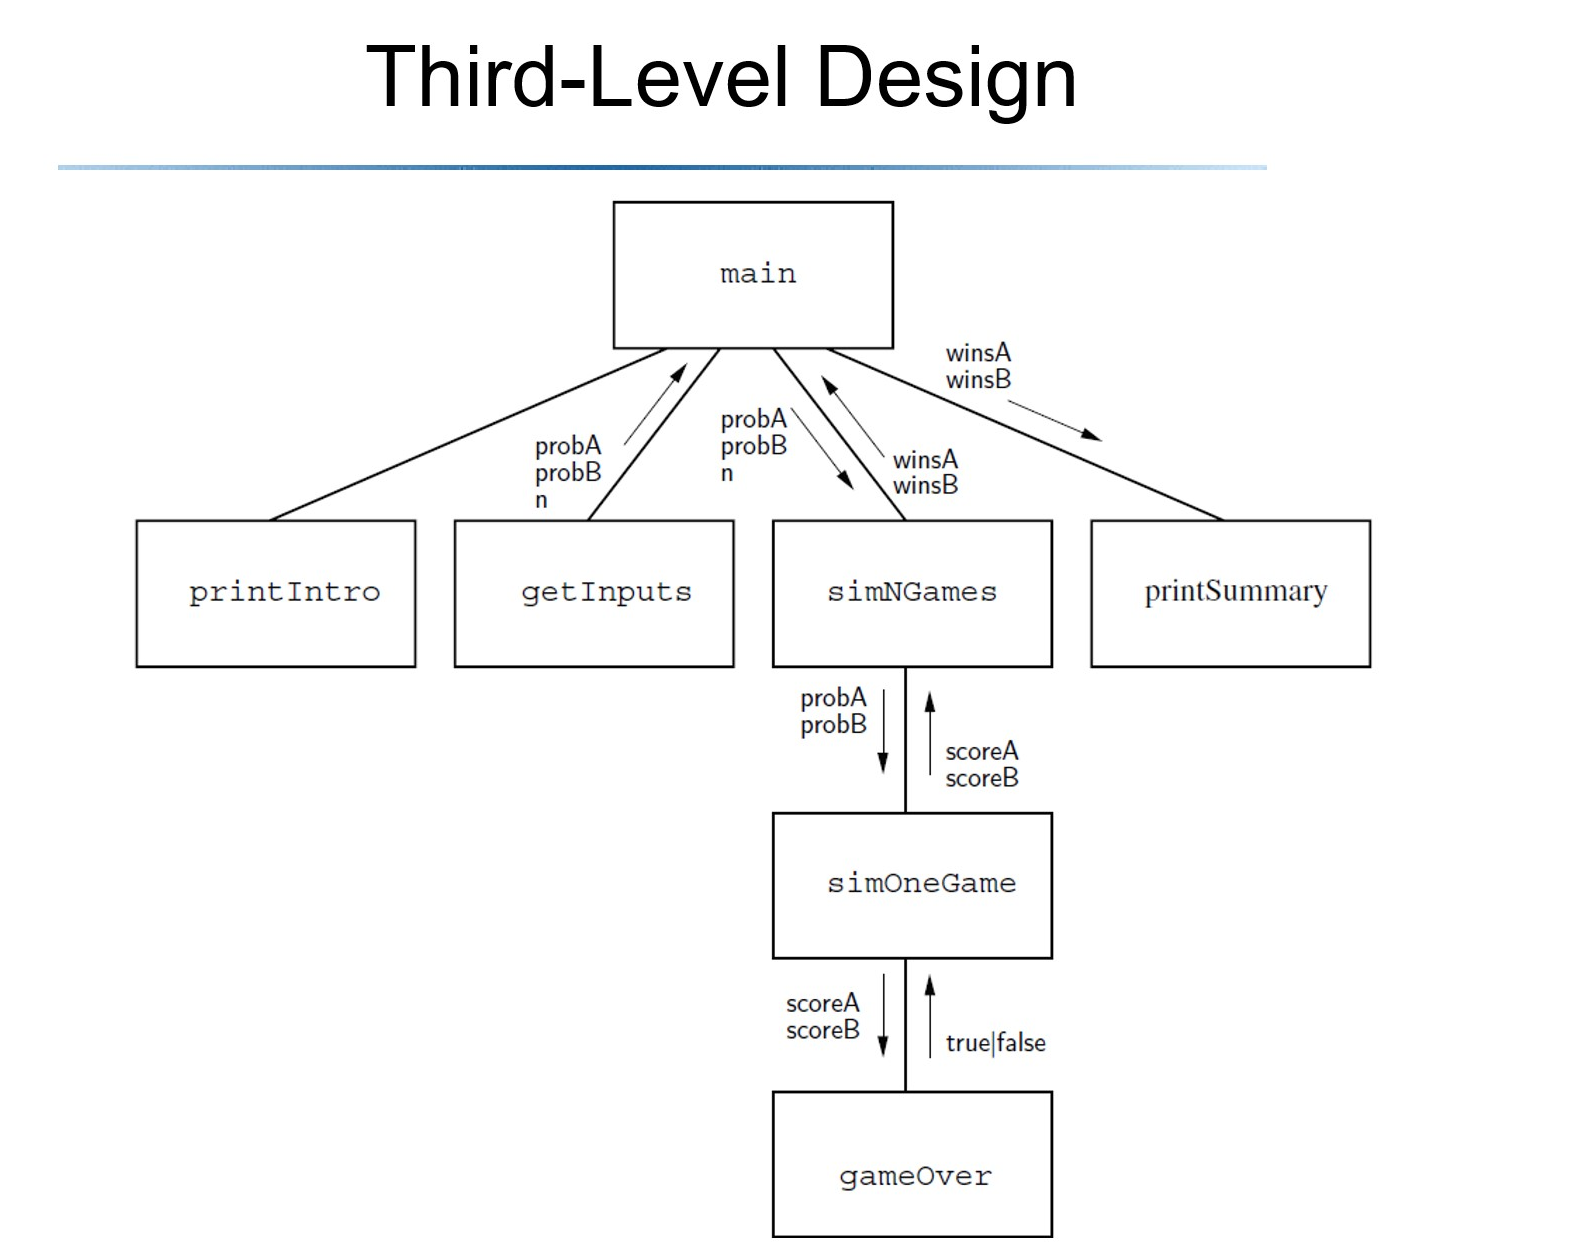 Third-Level Design
main
winsA
winsB
probA
probB
n
probA
probB
n
winsA
winsB
printIntro
getInputs
simNGames
printSummary
probA
probB
scoreA
scoreB
simOneGame
scoreA
scoreB
true|false
gameOver